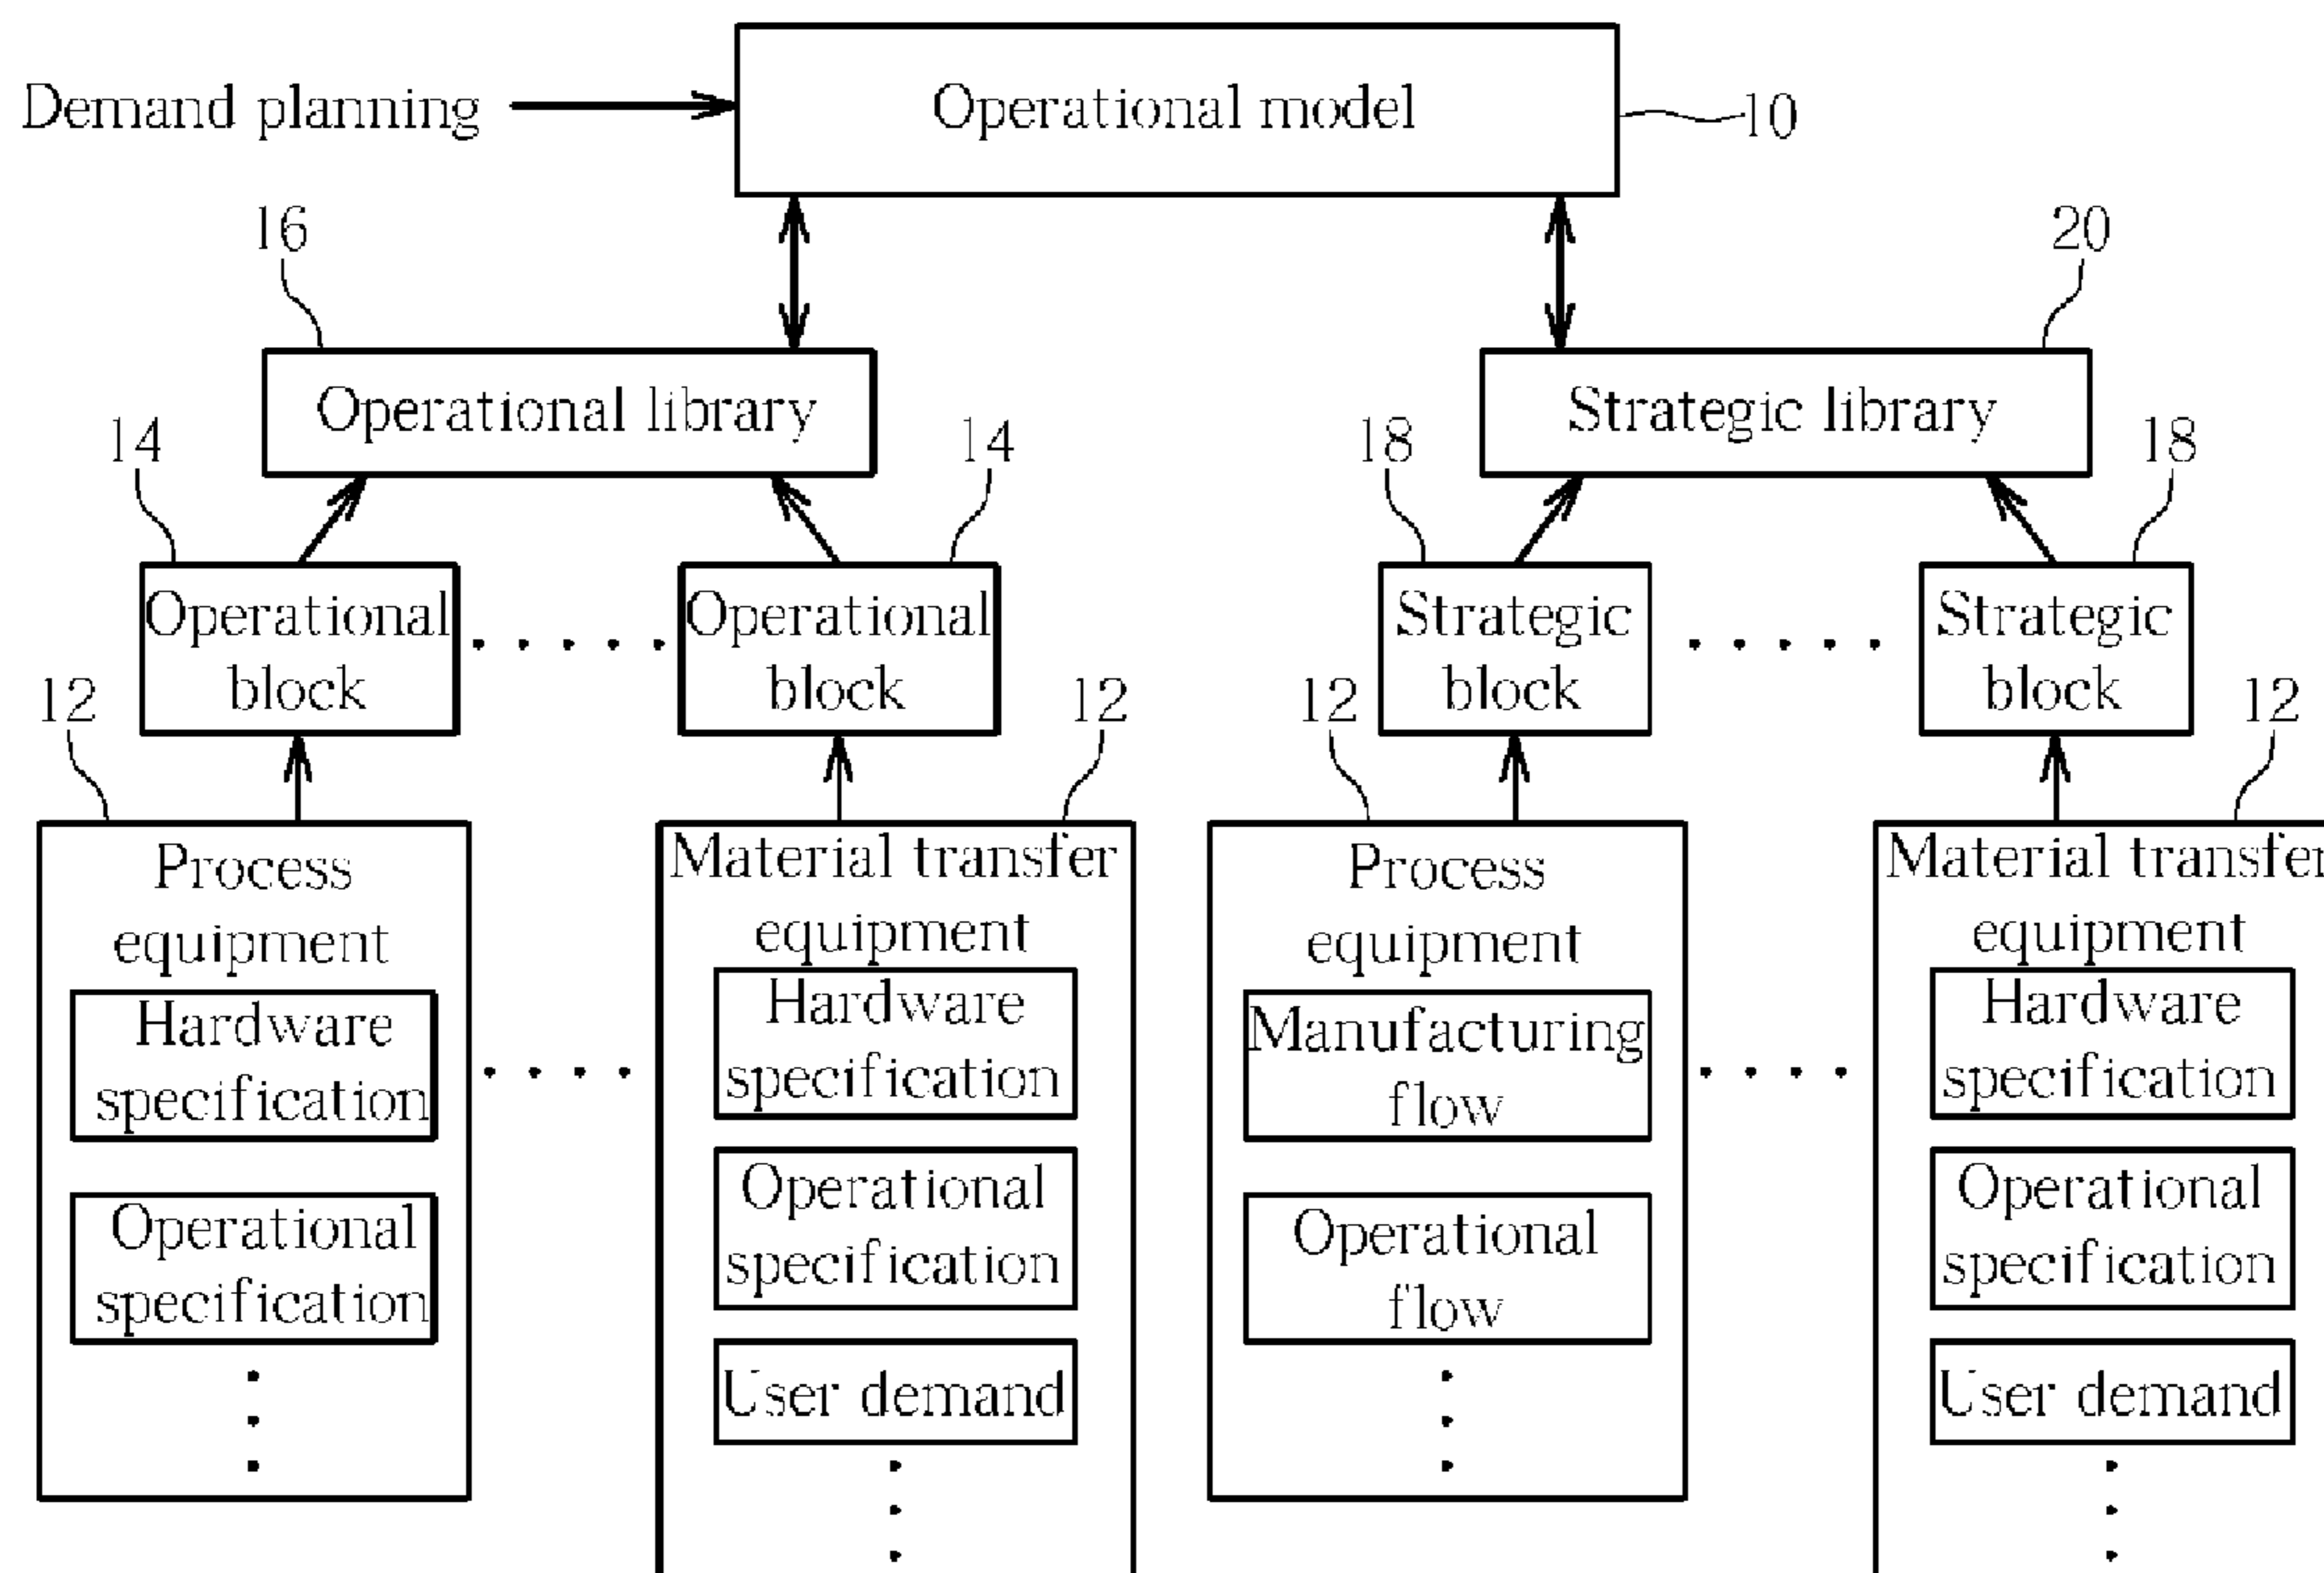 Demand planning
Operational model
10
16
20
Operational library
Strategic library
14
14
18
18
Operational
block
Operational
block
Strategic
block
Strategic
block
12
12
12
12
Process
equipment
Hardware
specification
Operational
specification
Material transfer
equipment
Hardware
specification
Operational
specification
User demand
Process
equipment
Manufacturing
flow
Operational
flow
Material transfer
equipment
Hardware
specification
Operational
specification
User demand